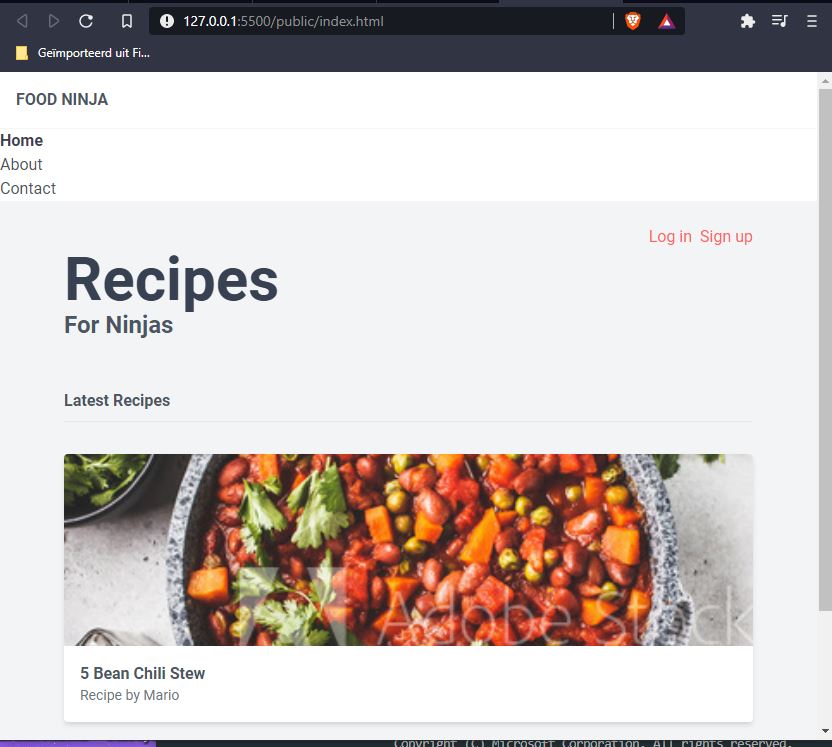 127.0.0.1:5500/public/index.html
Geïmporteerd uit Fi...
FOOD NINJA
Home
About
Contact
Log in Sign up
Recipes
For Ninjas
Latest Recipes
Adobe Stock
5 Bean Chili Stew
Recipe by Mario
Copyright (C) Microsoft Corporation. All rights reserved.